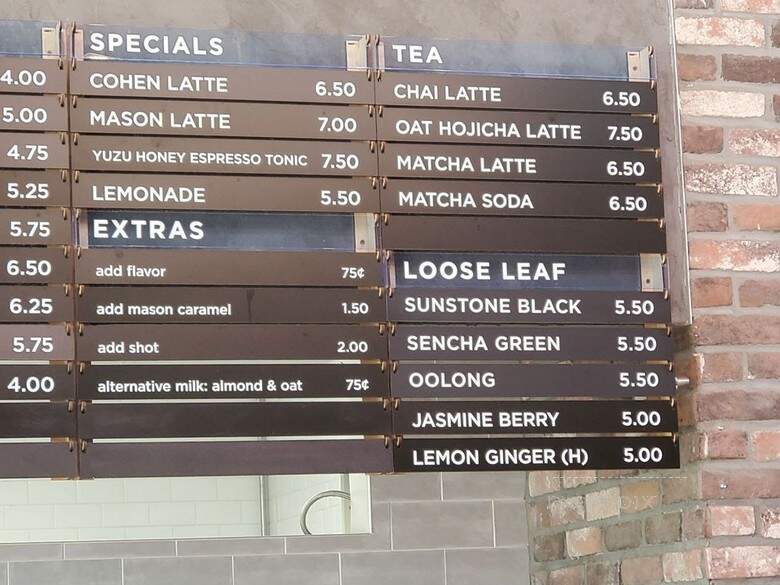 4.00
5.00
4.75
5.25
5.75
6.50
6.25
5.75
4.00
SPECIALS
COHEN LATTE 6.50
MASON LATTE 7.00
YUZU HONEY ESPRESSO TONIC 7.50
LEMONADE 5.50
EXTRAS
add flavor 75¢
add mason caramel 1.50
add shot 2.00
alternative milk: almond & oat 75¢
TEA
CHAI LATTE 6.50
OAT HOJICHA LATTE 7.50
MATCHA LATTE 6.50
MATCHA SODA 6.50
LOOSE LEAF
SUNSTONE BLACK 5.50
SENCHA GREEN 5.50
OOLONG 5.50
JASMINE BERRY 5.00
LEMON GINGER (H) 5.00